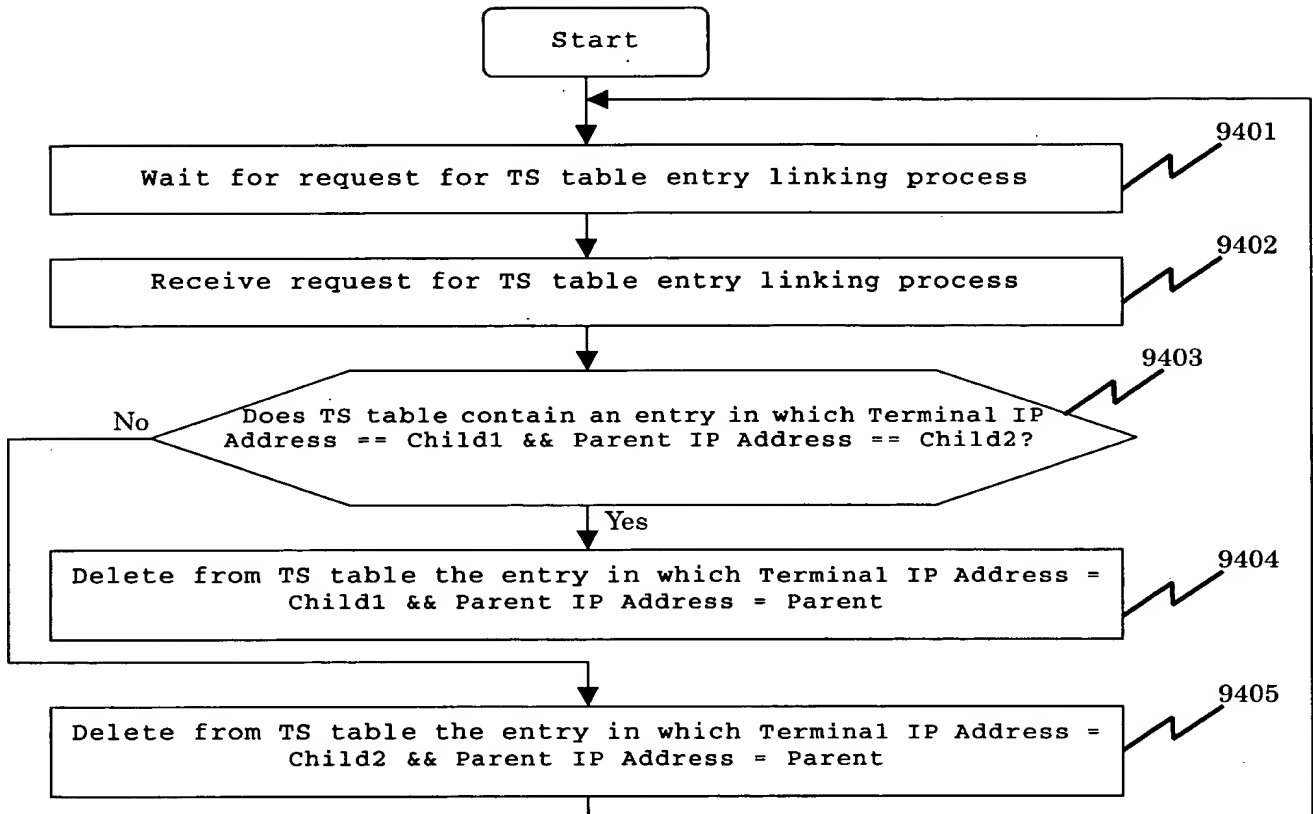 Start
9401
Wait for request for TS table entry linking process
9402
Receive request for TS table entry linking process
9403
No
Does TS table contain an entry in which Terminal IP
Address == Child1 && Parent IP Address == Child2?
Yes
9404
Delete from TS table the entry in which Terminal IP Address =
Child1 && Parent IP Address = Parent
9405
Delete from TS table the entry in which Terminal IP Address =
Child2 && Parent IP Address = Parent